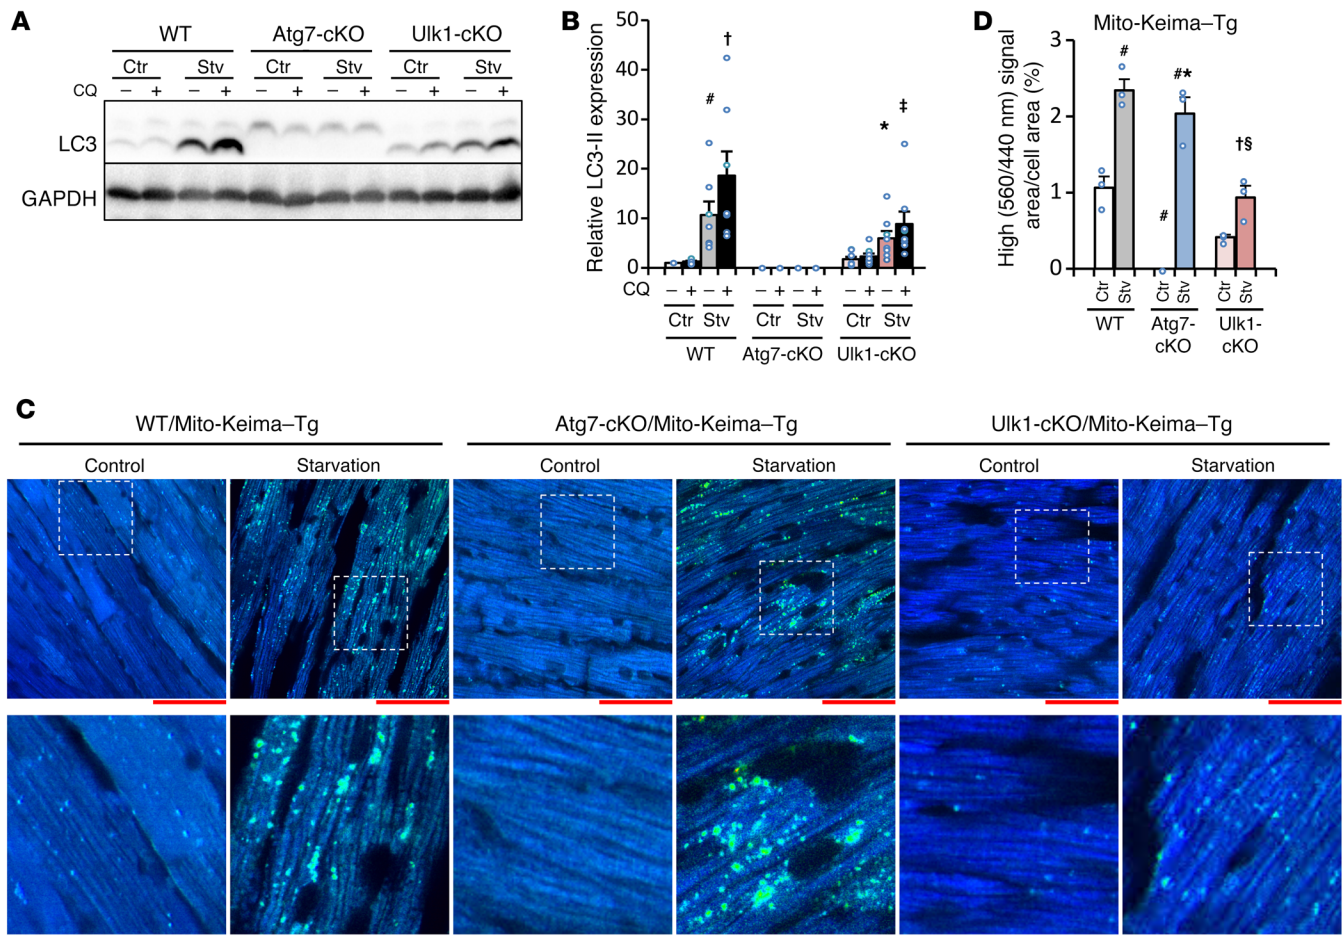 A
WT Atg7-cKO Ulk1-cKO
Ctr Stv Ctr Stv Ctr Stv
CQ – + – + – + – + – + – +
LC3
GAPDH
B
Relative LC3-II expression
50
40
30
20
10
0
# † * ‡
CQ – + – + – + – + – + – +
Ctr Stv Ctr Stv Ctr Stv
WT Atg7-cKO Ulk1-cKO
D
Mito-Keima–Tg
High (560/440 nm) signal
area/cell area (%)
3
2
1
0
# # #* †§
Ctr Stv Ctr Stv Ctr Stv
WT Atg7-
cKO Ulk1-
cKO
C
WT/Mito-Keima–Tg Atg7-cKO/Mito-Keima–Tg Ulk1-cKO/Mito-Keima–Tg
Control Starvation Control Starvation Control Starvation